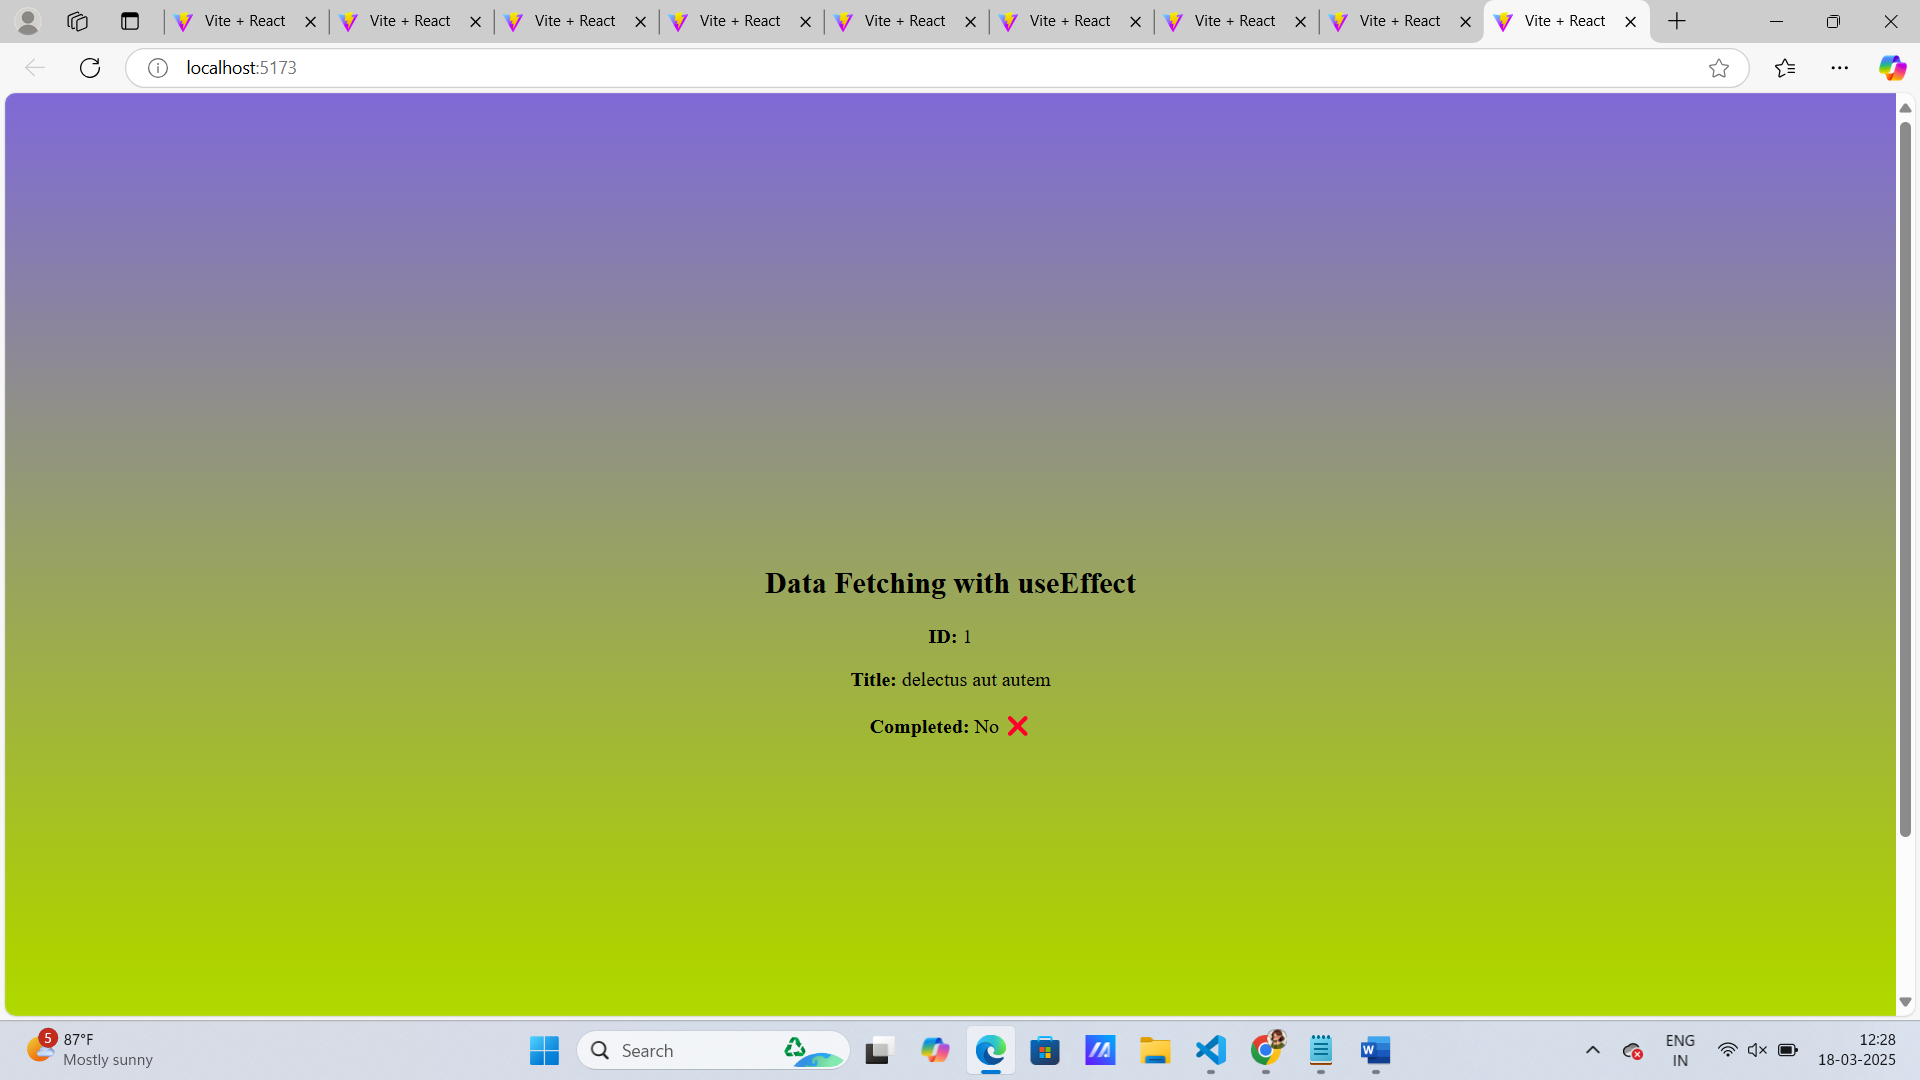 Vite + React Vite + React Vite + React Vite + React Vite + React Vite + React Vite + React Vite + React Vite + React
localhost:5173
Data Fetching with useEffect
ID: 1
Title: delectus aut autem
Completed: No ❌
5
87°F
Mostly sunny
Search
W
ENG
IN
12:28
18-03-2025